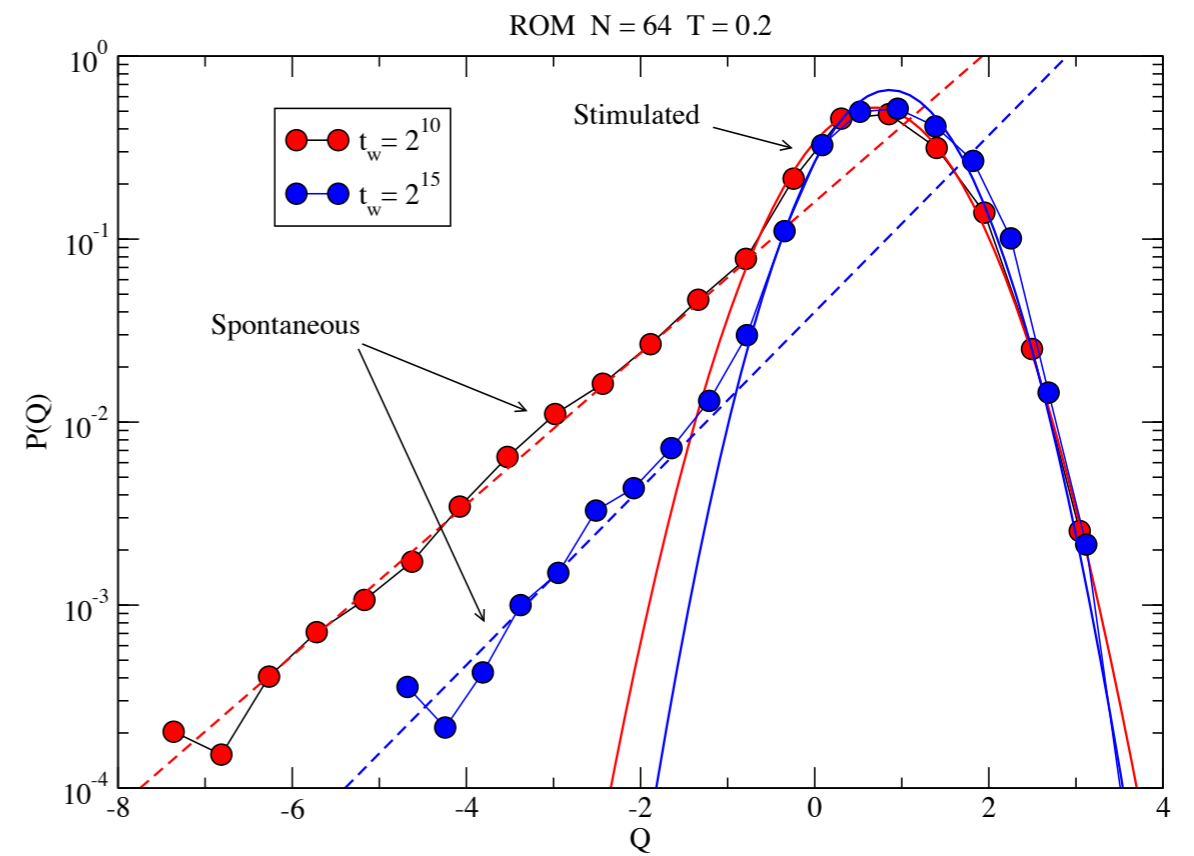 ROM N = 64 T = 0.2
10^0
10^-1
10^-2
10^-3
10^-4
P(Q)
t_w = 2^10
t_w = 2^15
Stimulated
Spontaneous
-8 -6 -4 -2 0 2 4
Q